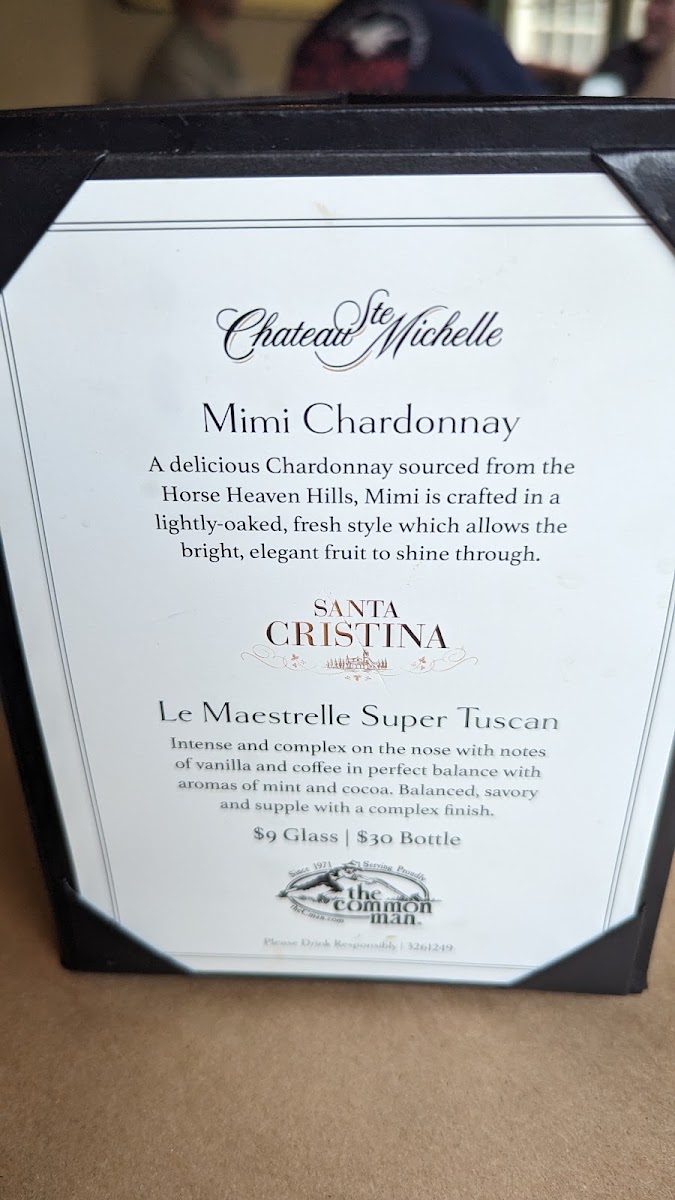 Chateau Ste Michelle
Mimi Chardonnay
A delicious Chardonnay sourced from the
Horse Heaven Hills, Mimi is crafted in a
lightly-oaked, fresh style which allows the
bright, elegant fruit to shine through.
SANTA
CRISTINA
Le Maestrelle Super Tuscan
Intense and complex on the nose with notes
of vanilla and coffee in perfect balance with
aromas of mint and cocoa. Balanced, savory
and supple with a complex finish.
$9 Glass | $30 Bottle
Since 1971 Serving Proudly
the
common
man
theCman.com
Please Drink Responsibly | 3261249